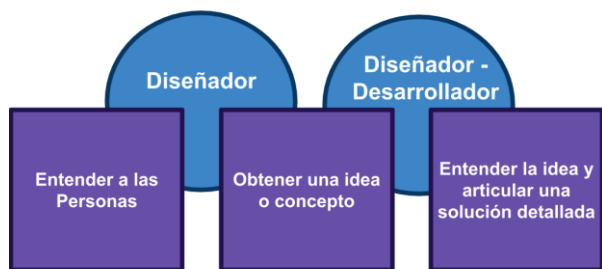 Diseñador
Diseñador -
Desarrollador
Entender a las
Personas
Obtener una idea
o concepto
Entender la idea y
articular una
solución detallada